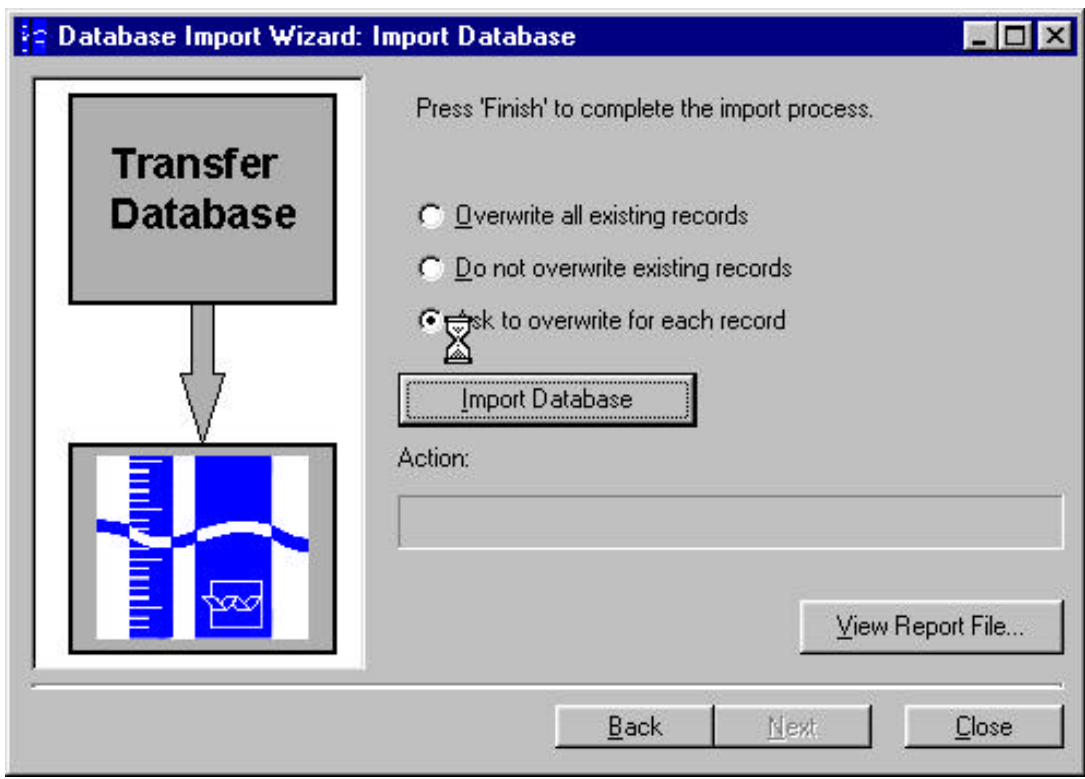 Database Import Wizard: Import Database
Transfer
Database
Press 'Finish' to complete the import process.
Overwrite all existing records
Do not overwrite existing records
sk to overwrite for each record
Import Database
Action:
View Report File...
Back
Next
Close